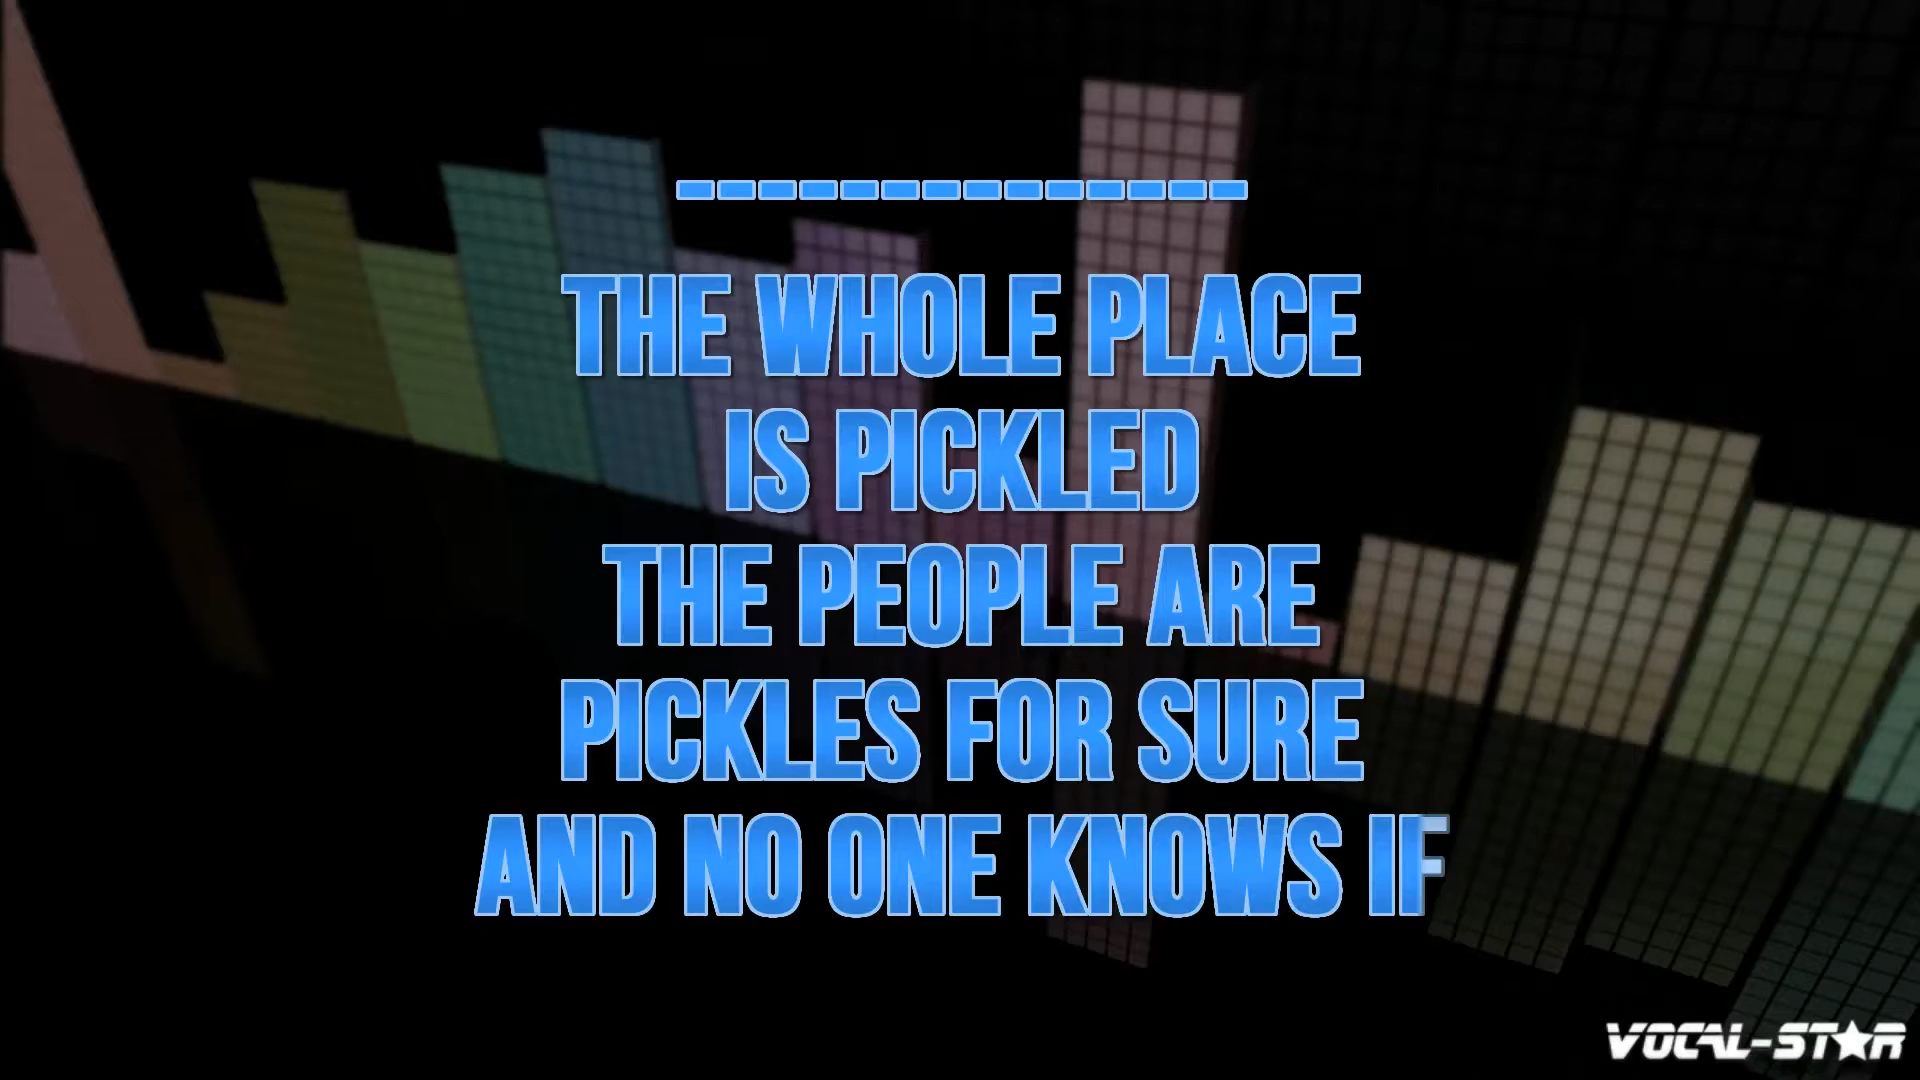 --------------
THE WHOLE PLACE
IS PICKLED
THE PEOPLE ARE
PICKLES FOR SURE
AND NO ONE KNOWS IF
VOCAL-STAR